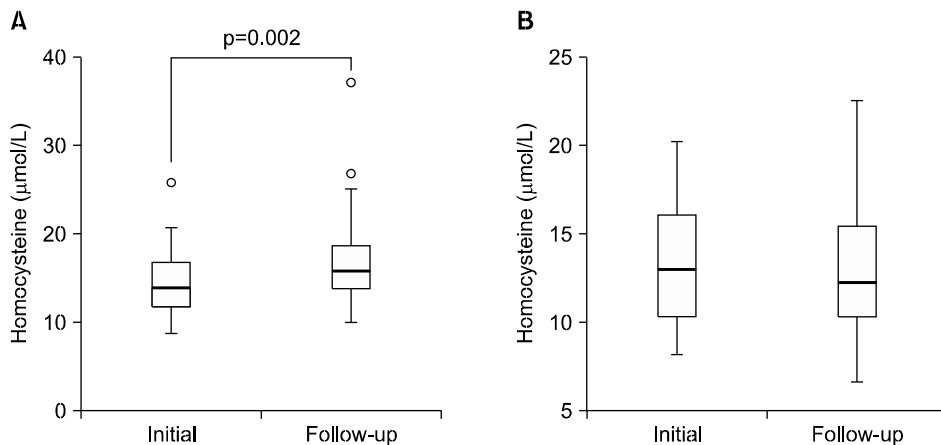 A
p=0.002
40
30
20
10
0
Homocysteine (μmol/L)
Initial
Follow-up
B
25
20
15
10
5
Homocysteine (μmol/L)
Initial
Follow-up